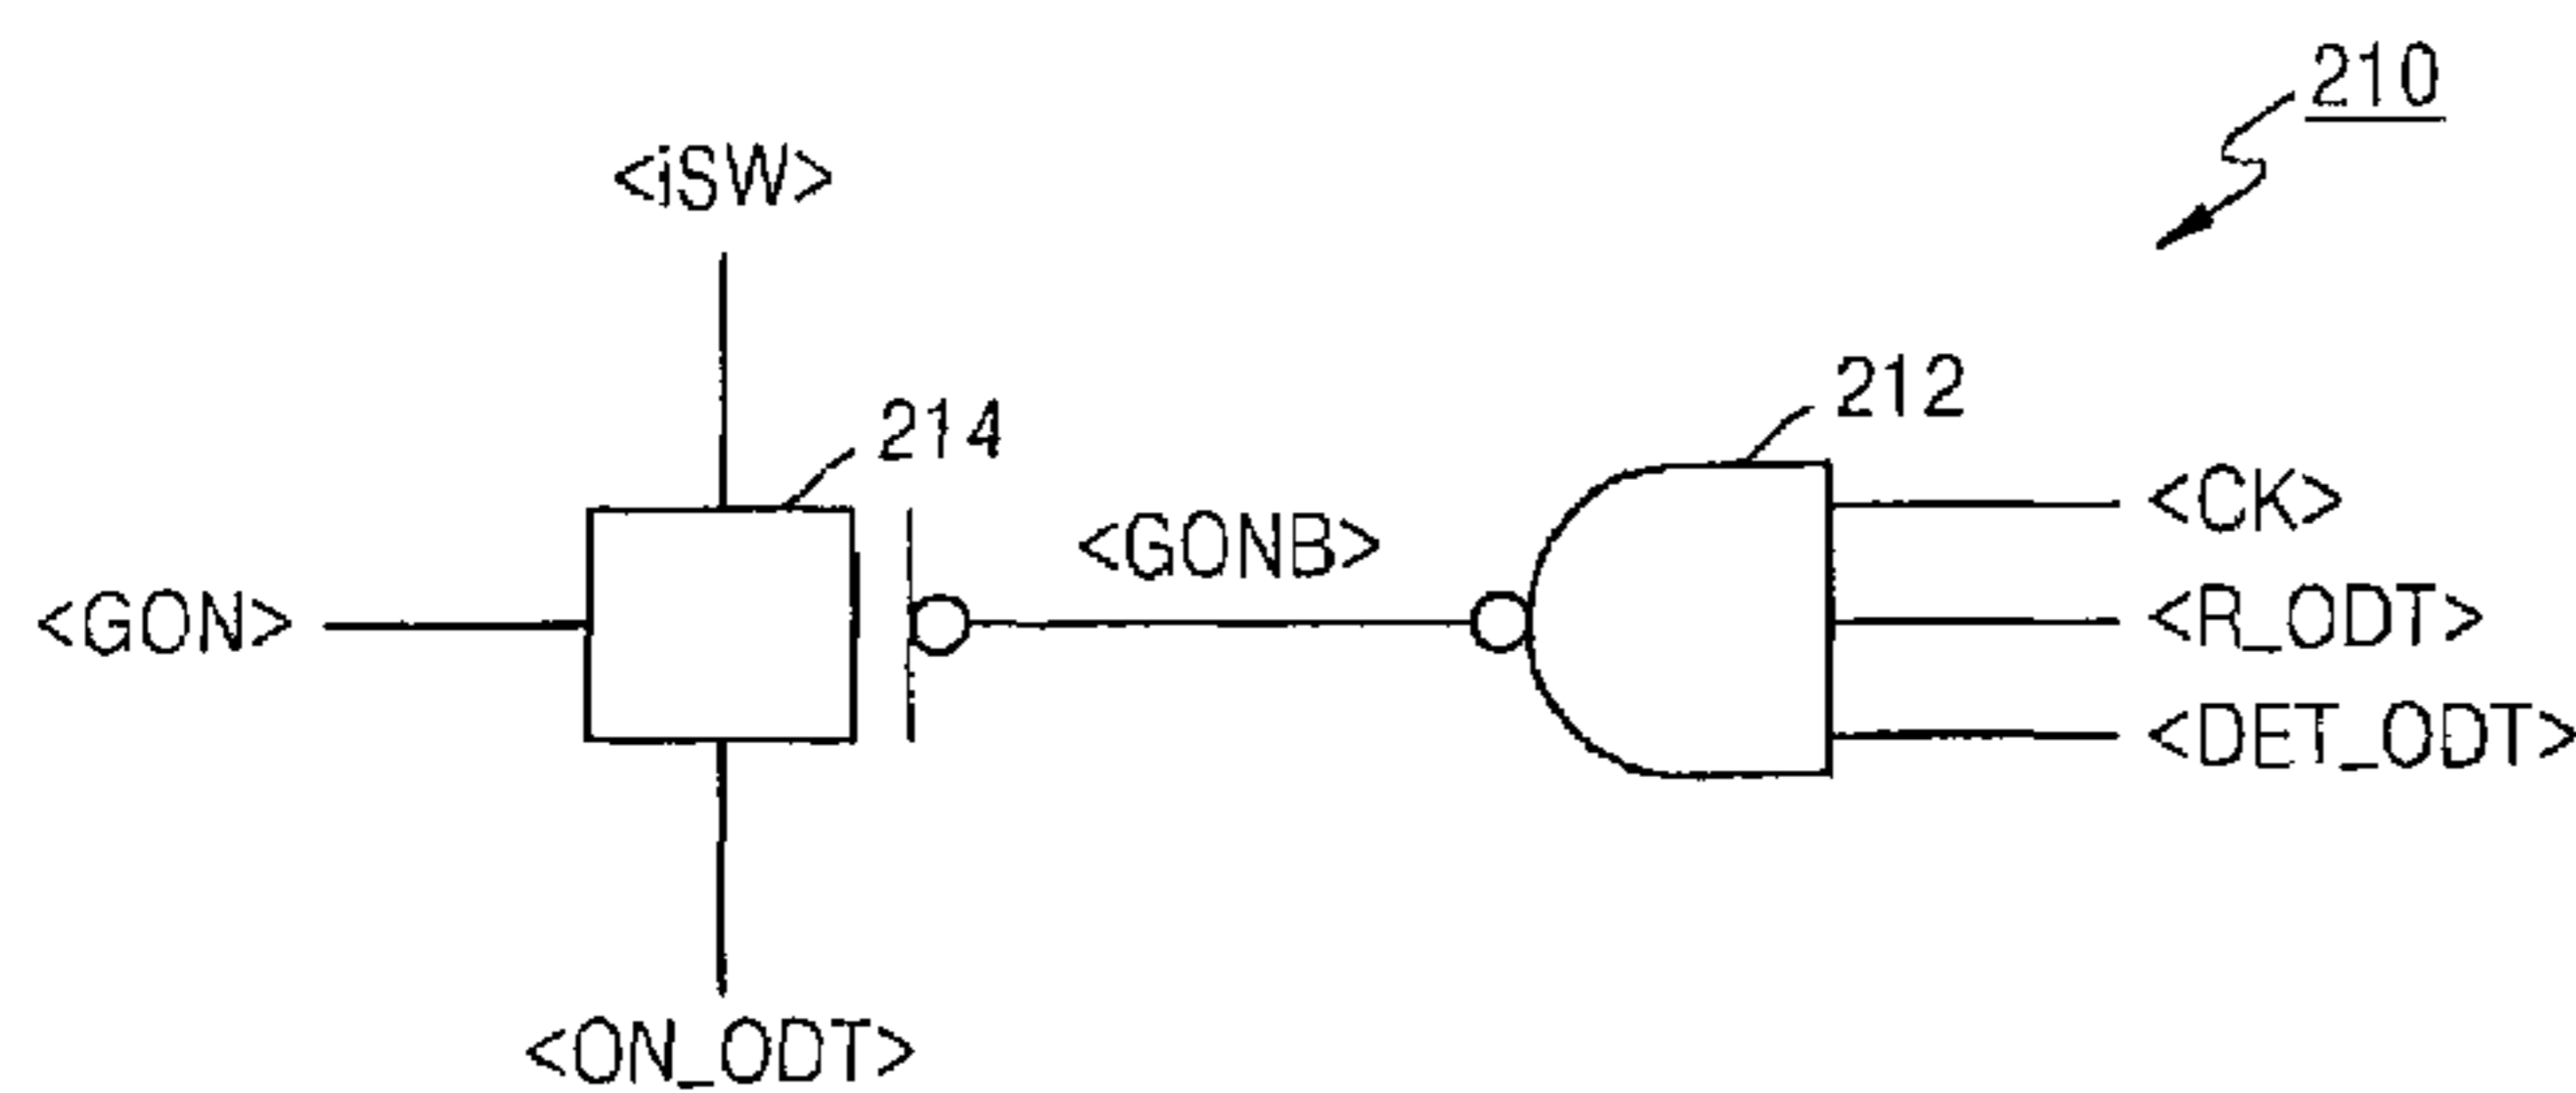 210
<iSW>
214
212
<CK>
<GONB>
<GON>
<R_ODT>
<DET_ODT>
<ON_ODT>